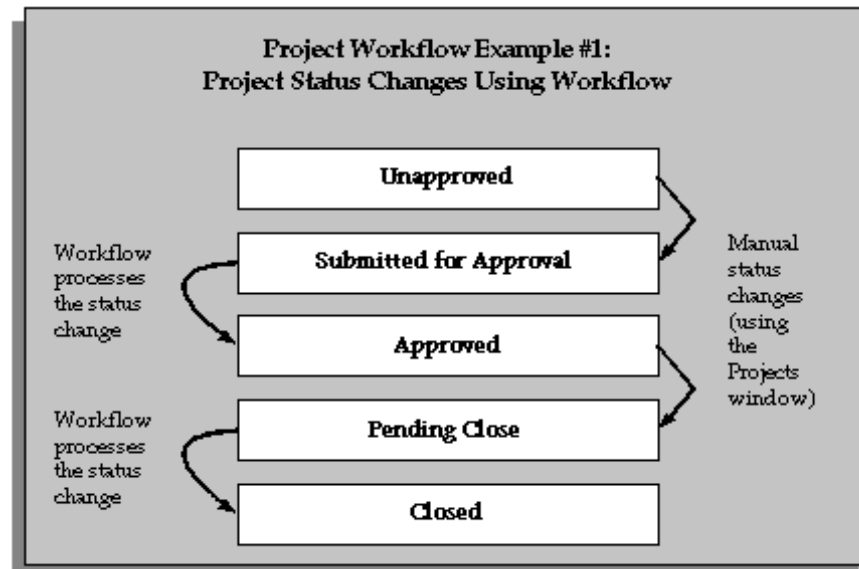 Project Workflow Example #1:
Project Status Changes Using Workflow
Unapproved
Workflow
processes
the status
change
Submitted for Approval
Manual
status
changes
(using
the
Projects
window)
Approved
Workflow
processes
the status
change
Pending Close
Closed